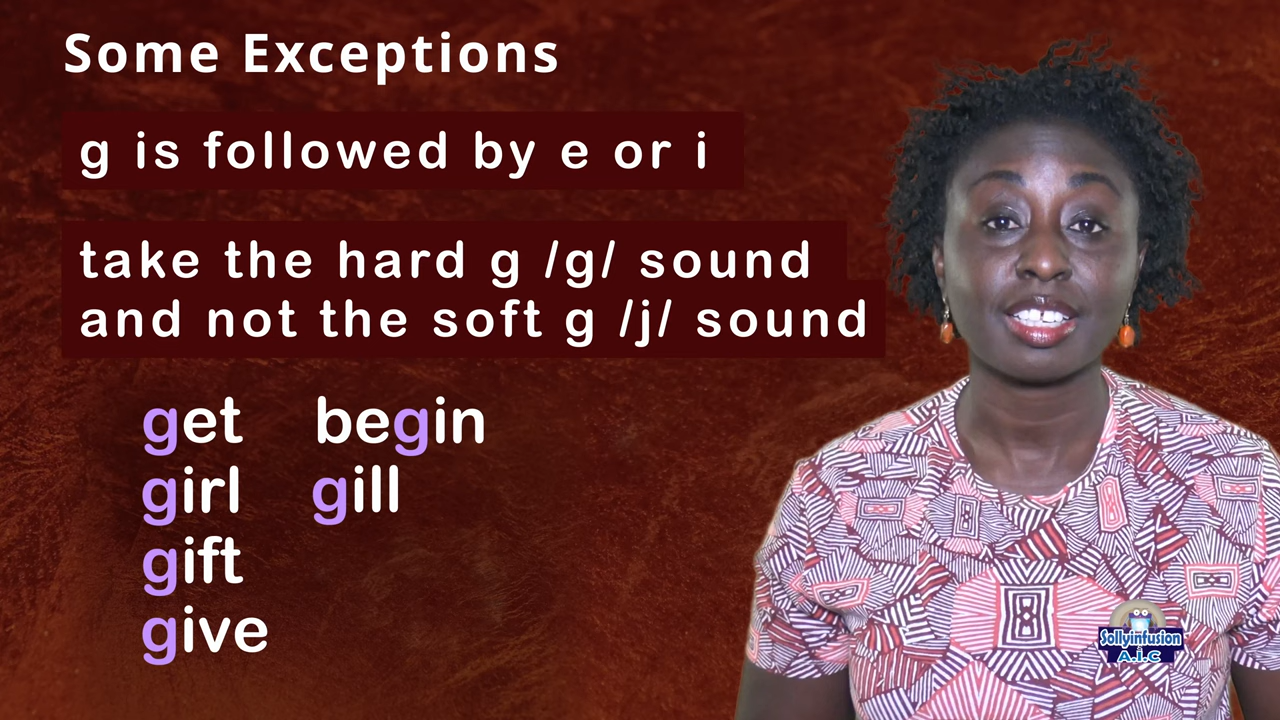 Some Exceptions
g is followed by e or i
take the hard g /g/ sound
and not the soft g /j/ sound
get begin
girl gill
gift
give
Sollyinfusion
A.i.C